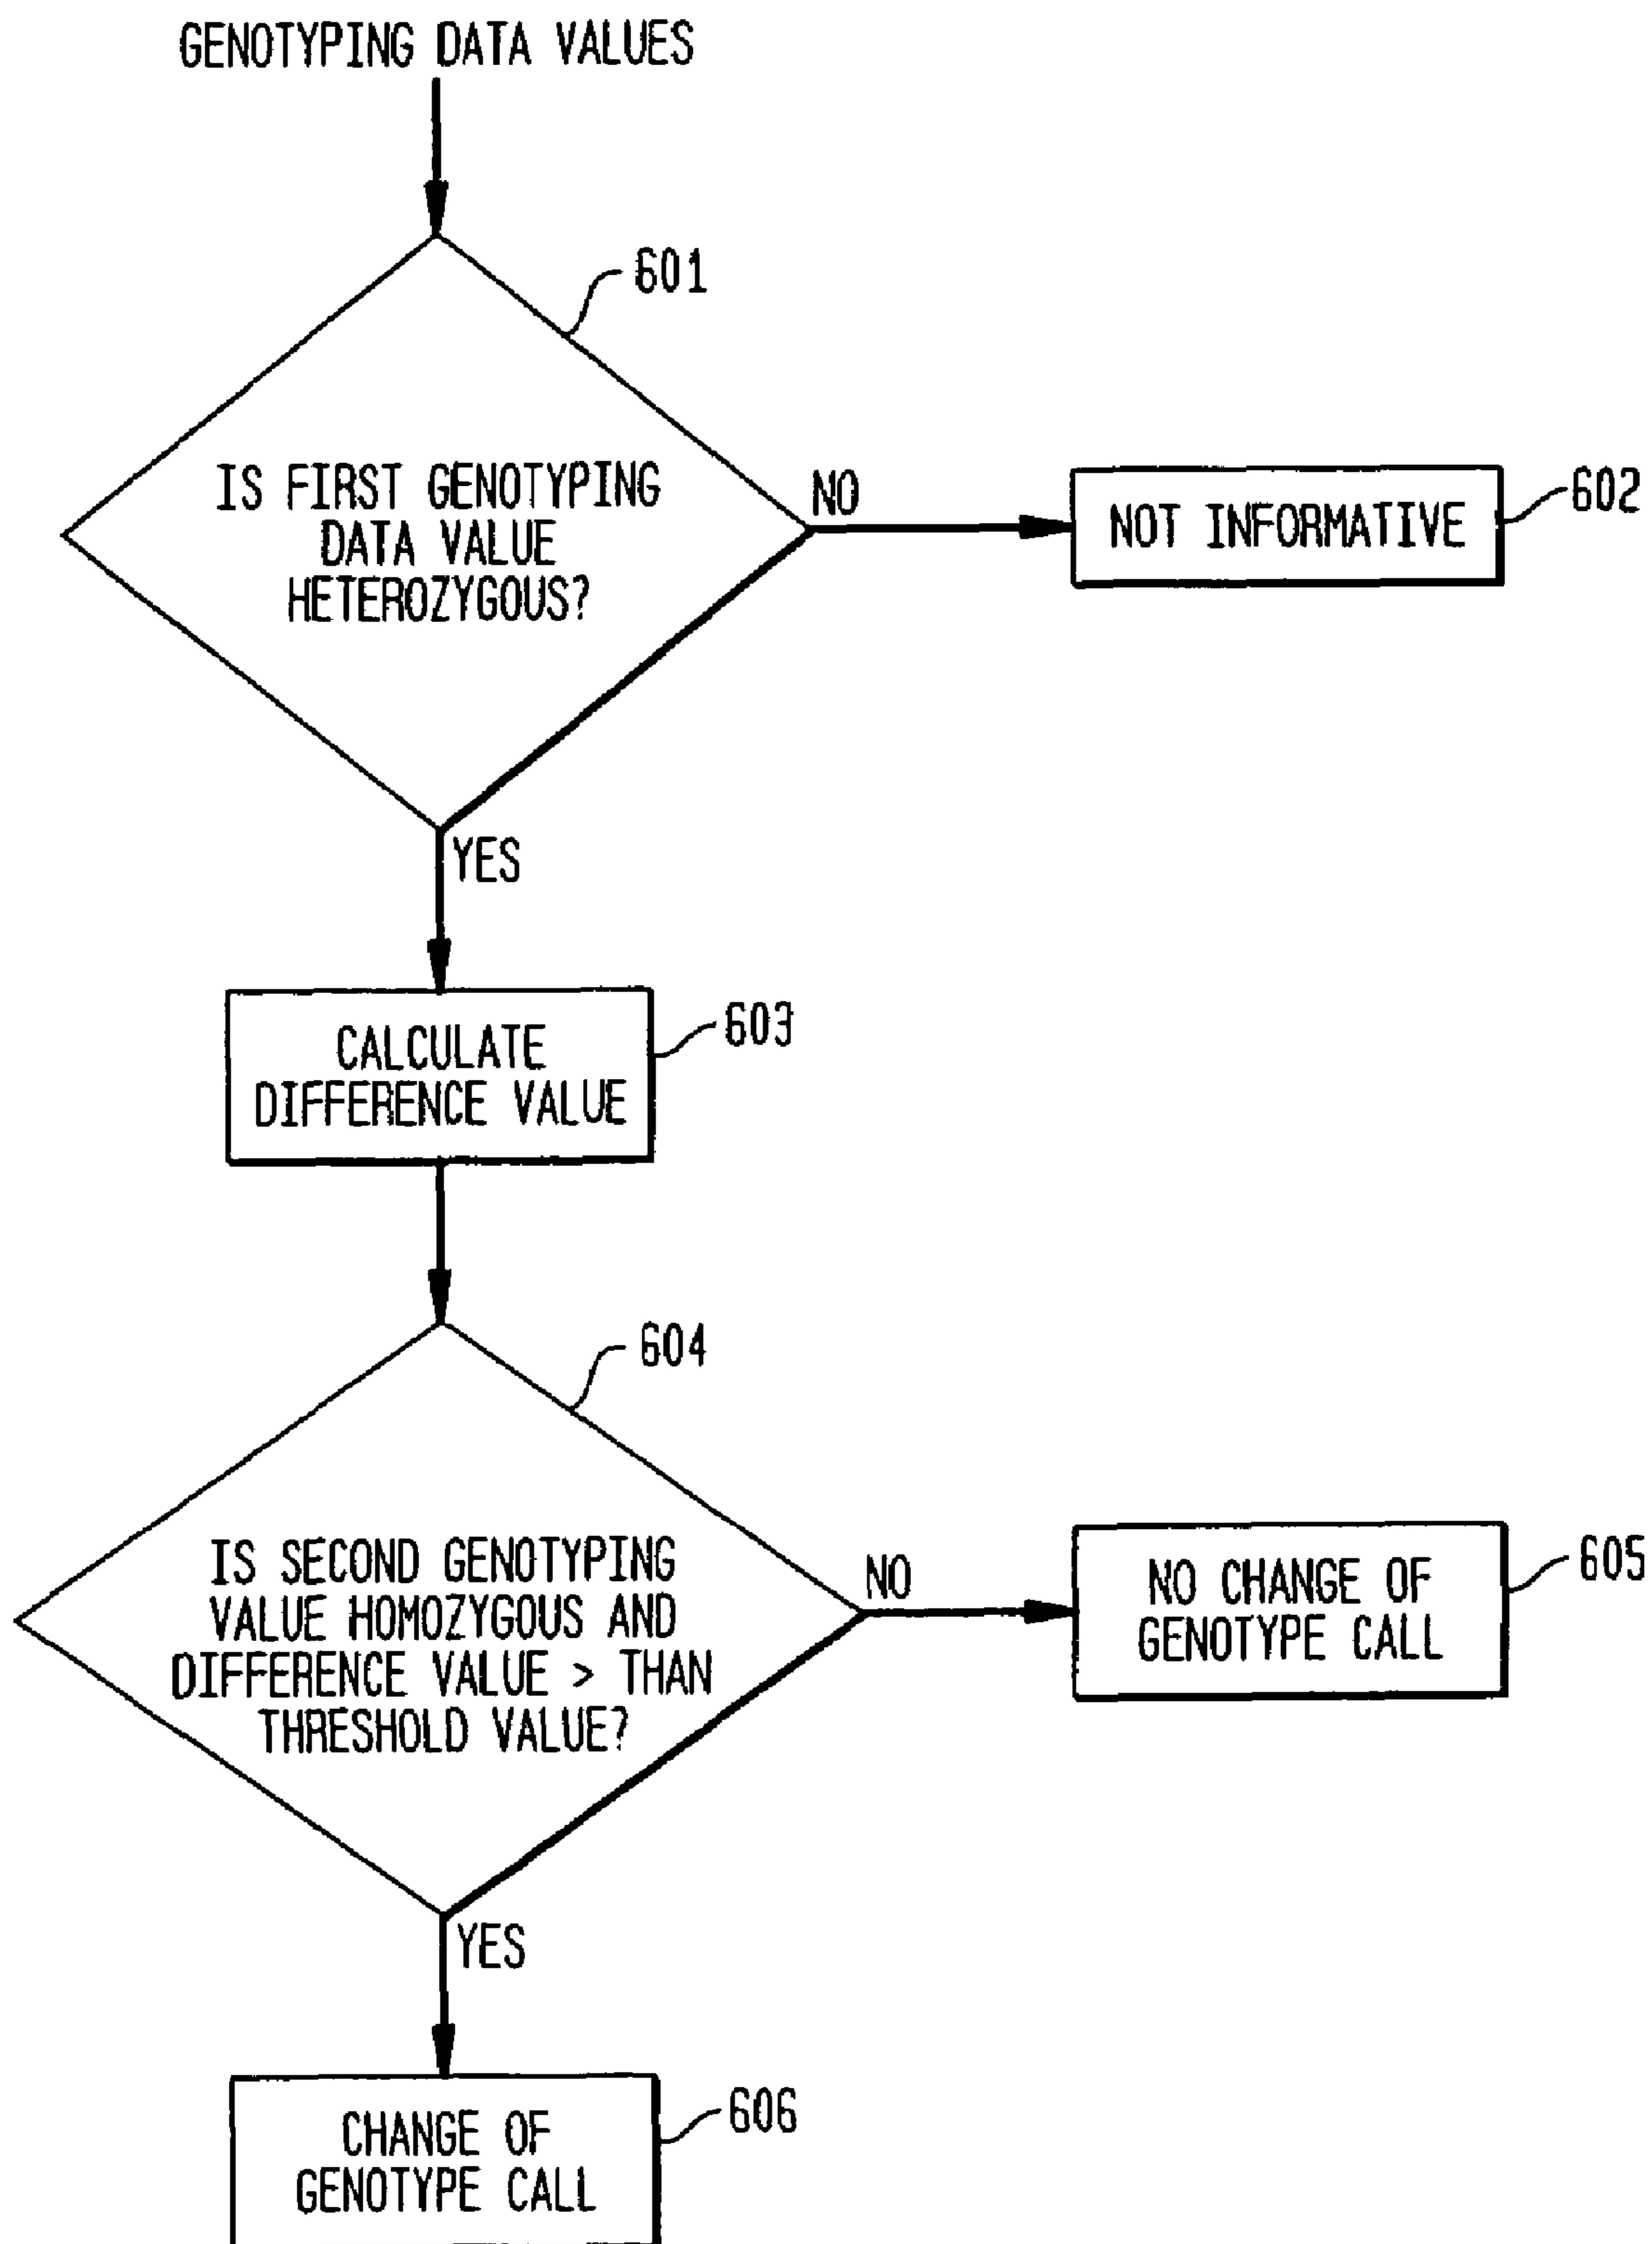 GENOTYPING DATA VALUES
601
IS FIRST GENOTYPING
DATA VALUE
HETEROZYGOUS?
NO
NOT INFORMATIVE
602
YES
CALCULATE
DIFFERENCE VALUE
603
604
IS SECOND GENOTYPING
VALUE HOMOZYGOUS AND
DIFFERENCE VALUE > THAN
THRESHOLD VALUE?
NO
NO CHANGE OF
GENOTYPE CALL
605
YES
CHANGE OF
GENOTYPE CALL
606